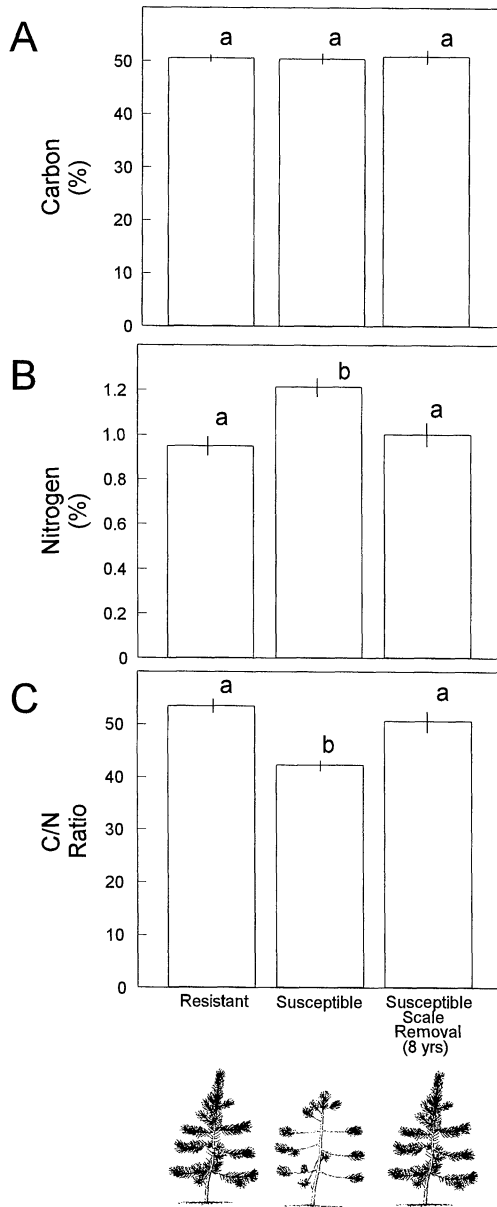 A
a
a
a
50
40
30
20
10
0
Carbon
(%)
B
a
b
a
1.2
1.0
0.8
0.6
0.4
0.2
0
Nitrogen
(%)
C
a
b
a
50
40
30
20
10
0
C/N
Ratio
Resistant
Susceptible
Susceptible
Scale
Removal
(8 yrs)